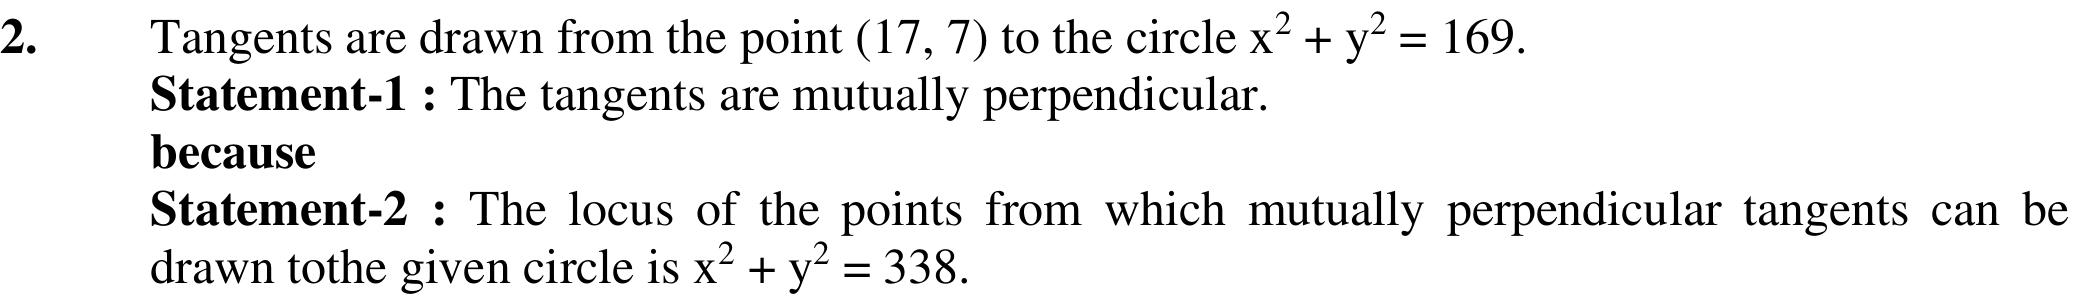 2. Tangents are drawn from the point (17, 7) to the circle x² + y² = 169.
Statement-1 : The tangents are mutually perpendicular.
because
Statement-2 : The locus of the points from which mutually perpendicular tangents can be
drawn tothe given circle is x² + y² = 338.